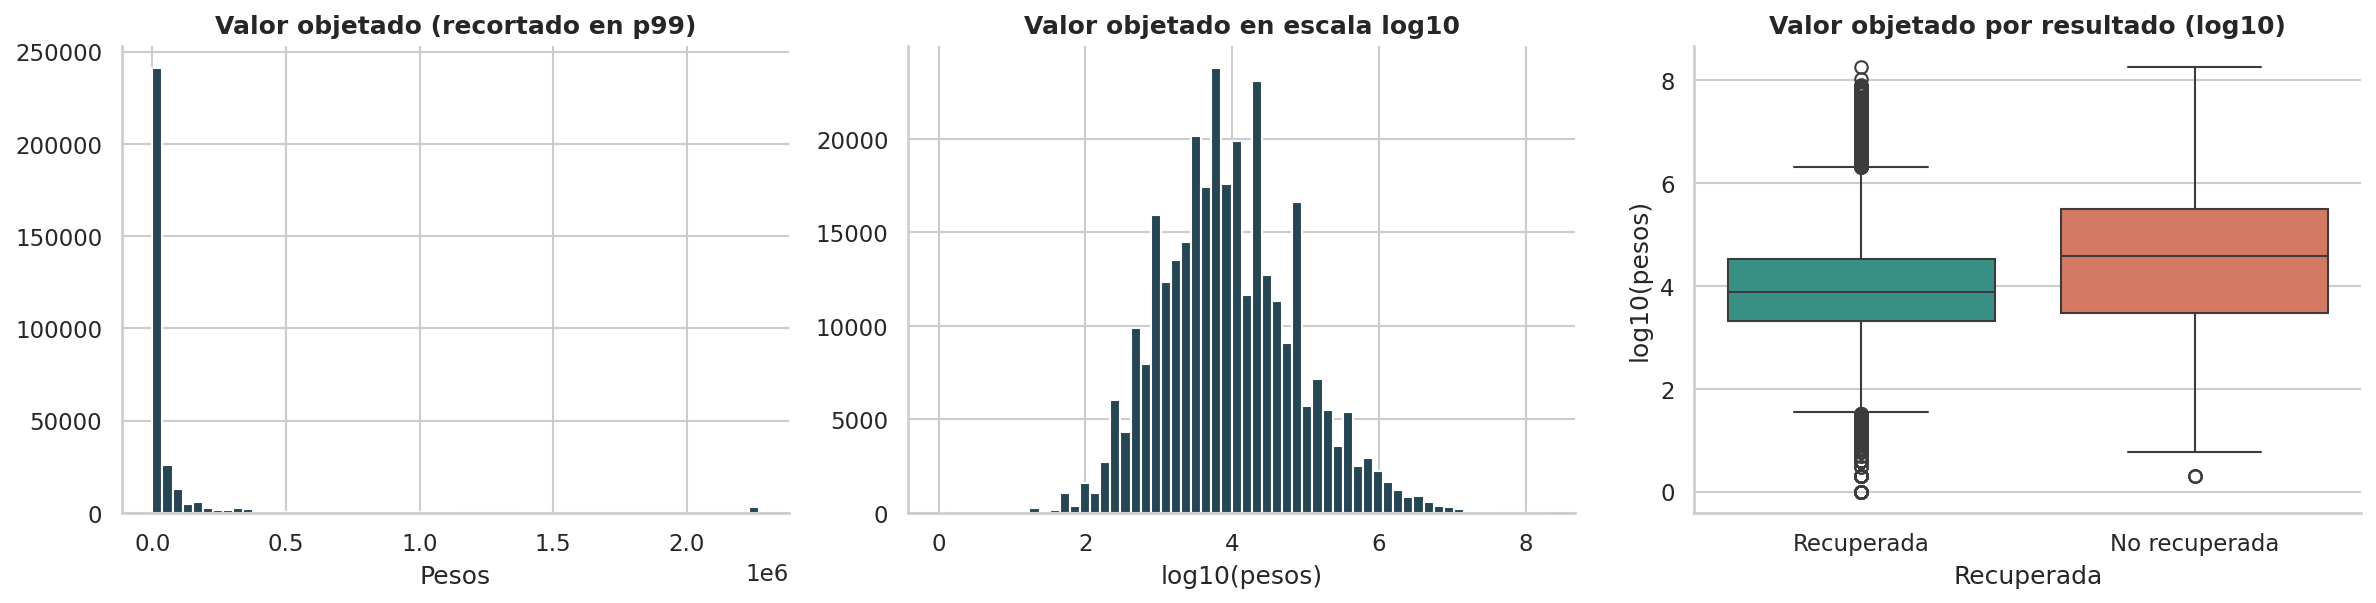 Valor objetado (recortado en p99)
250000
200000
150000
100000
50000
0
0.0 0.5 1.0 1.5 2.0
1e6
Pesos
Valor objetado en escala log10
20000
15000
10000
5000
0
0 2 4 6 8
log10(pesos)
Valor objetado por resultado (log10)
log10(pesos)
8
6
4
2
0
Recuperada No recuperada
Recuperada